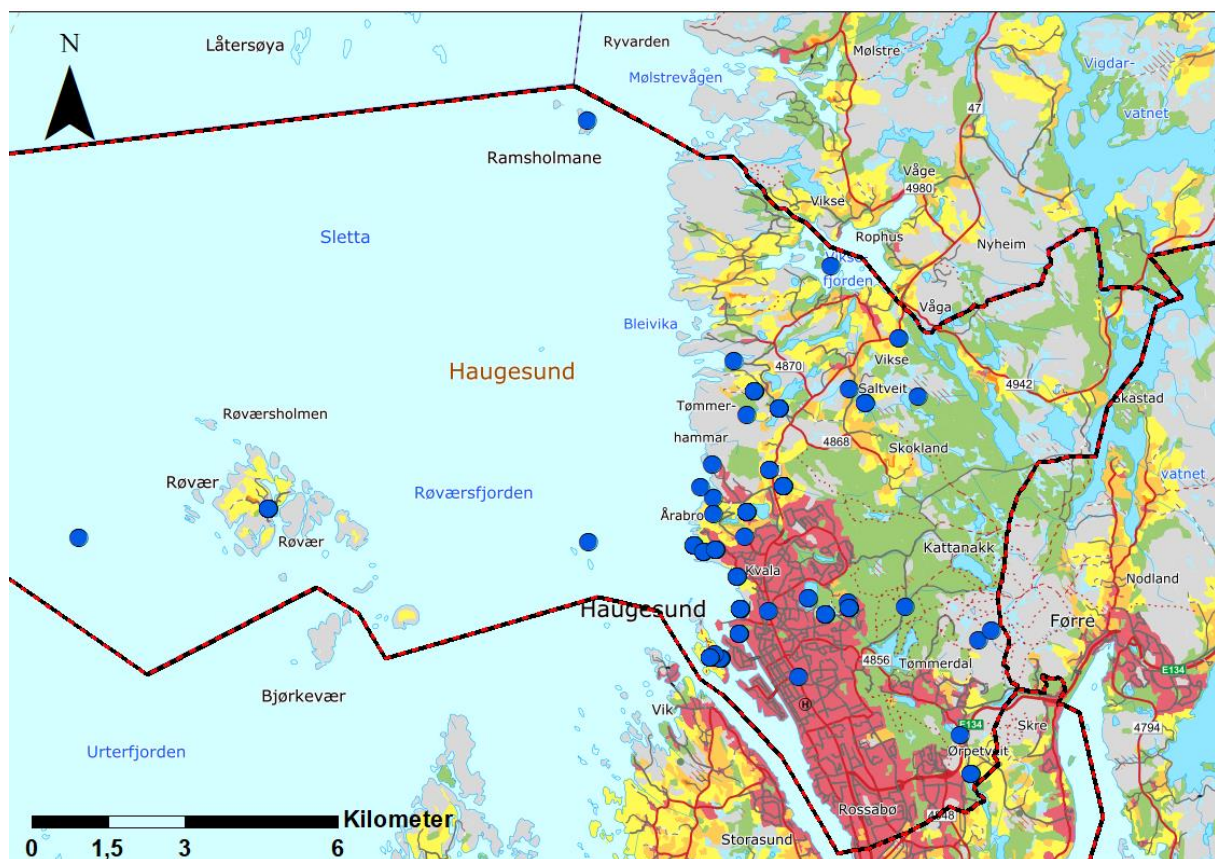 N
Låtersøya
Ryvarden
Mølstre
Vigdar-
Mølstrevågen
vatnet
47
Ramsholmane
Våge
4980
Vikse
Sletta
Rophus
Nyheim
Vikse
fjorden
Våga
Bleivika
Vikse
4870
Haugesund
4942
Saltveit
Skastad
Røværsholmen
Tømmer-
hammar
4868
Skokland
Røvær
Røværsfjorden
vatnet
Årabro
Røvær
Kattanakk
Kvala
Nodland
Haugesund
Førre
4856
Tømmerdal
E134
Bjørkevær
Vik
H
E134
Skre
4794
Urterfjorden
Ørpetveit
Rossabø
4848
Storasund
Kilometer
0 1,5 3 6